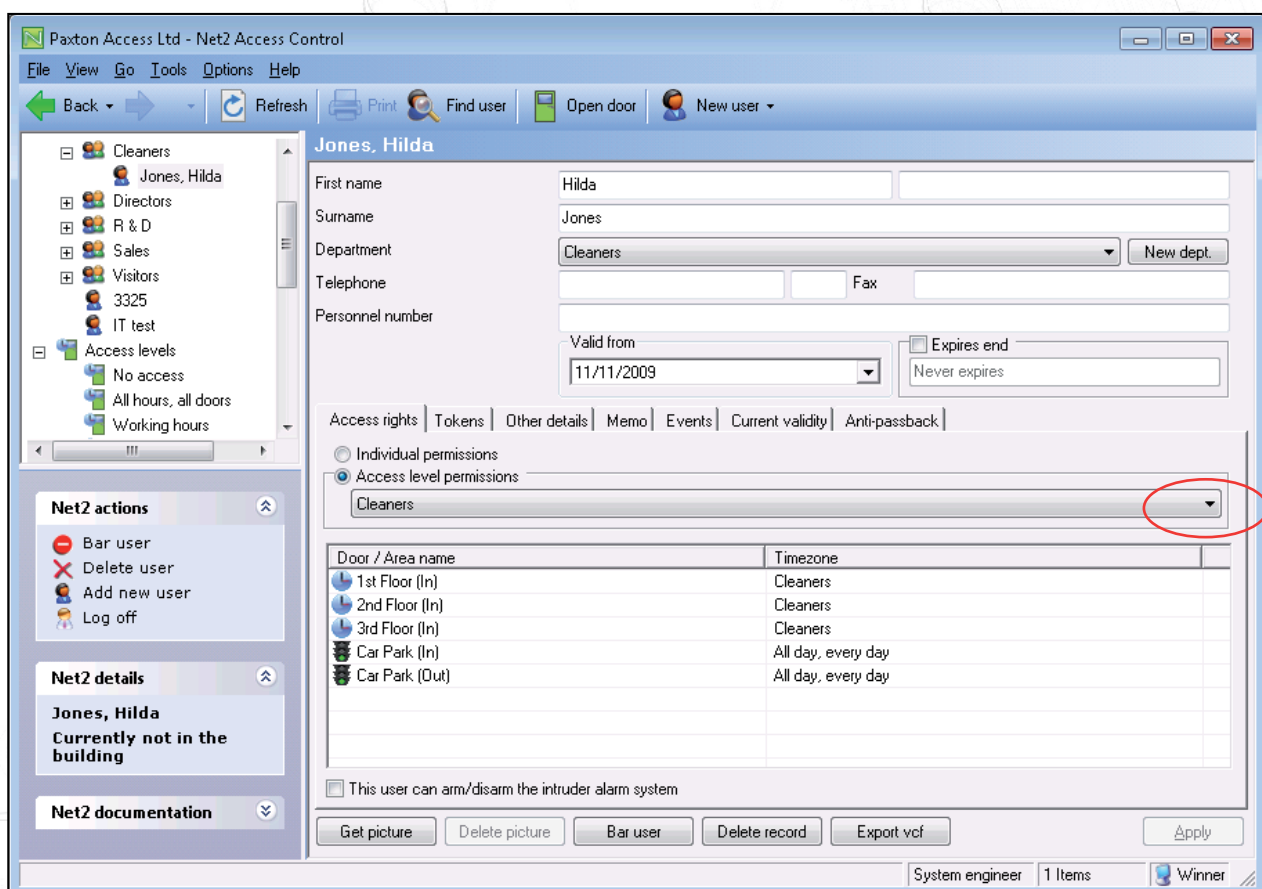 Paxton Access Ltd - Net2 Access Control
File View Go Tools Options Help
Back Refresh Print Find user Open door New user
Cleaners
Jones, Hilda
Directors
R & D
Sales
Visitors
3325
IT test
Access levels
No access
All hours, all doors
Working hours
Net2 actions
Bar user
Delete user
Add new user
Log off
Net2 details
Jones, Hilda
Currently not in the
building
Net2 documentation
Jones, Hilda
First name Hilda
Surname Jones
Department Cleaners New dept.
Telephone Fax
Personnel number
Valid from Expires end
11/11/2009 Never expires
Access rights Tokens Other details Memo Events Current validity Anti-passback
Individual permissions
Access level permissions
Cleaners
Door / Area name Timezone
1st Floor (In) Cleaners
2nd Floor (In) Cleaners
3rd Floor (In) Cleaners
Car Park (In) All day, every day
Car Park (Out) All day, every day
This user can arm/disarm the intruder alarm system
Get picture Delete picture Bar user Delete record Export vcf Apply
System engineer 1 Items Winner